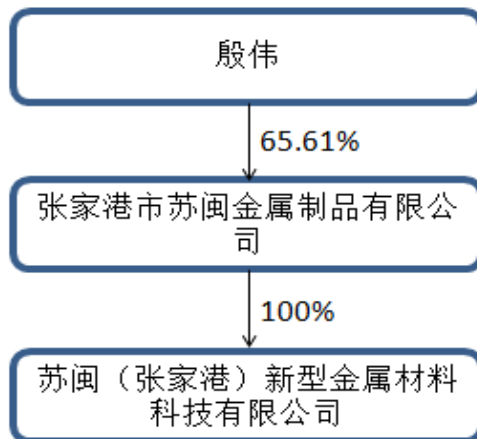 殷伟
65.61%
张家港市苏闽金属制品有限公
司
100%
苏闽（张家港）新型金属材料
科技有限公司